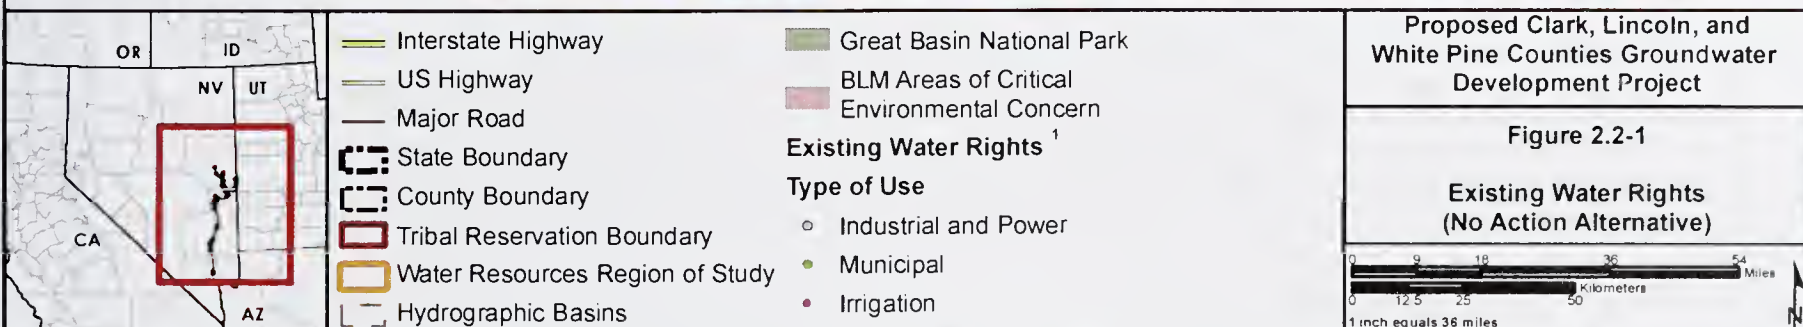 OR
ID
NV
UT
CA
AZ
Interstate Highway
US Highway
Major Road
State Boundary
County Boundary
Tribal Reservation Boundary
Water Resources Region of Study
Hydrographic Basins
Great Basin National Park
BLM Areas of Critical
Environmental Concern
Existing Water Rights 1
Type of Use
Industrial and Power
Municipal
Irrigation
Proposed Clark, Lincoln, and
White Pine Counties Groundwater
Development Project
Figure 2.2-1
Existing Water Rights
(No Action Alternative)
0 9 18 36 54 Miles
Kilometers
0 12 5 25 50
1 inch equals 36 miles
N